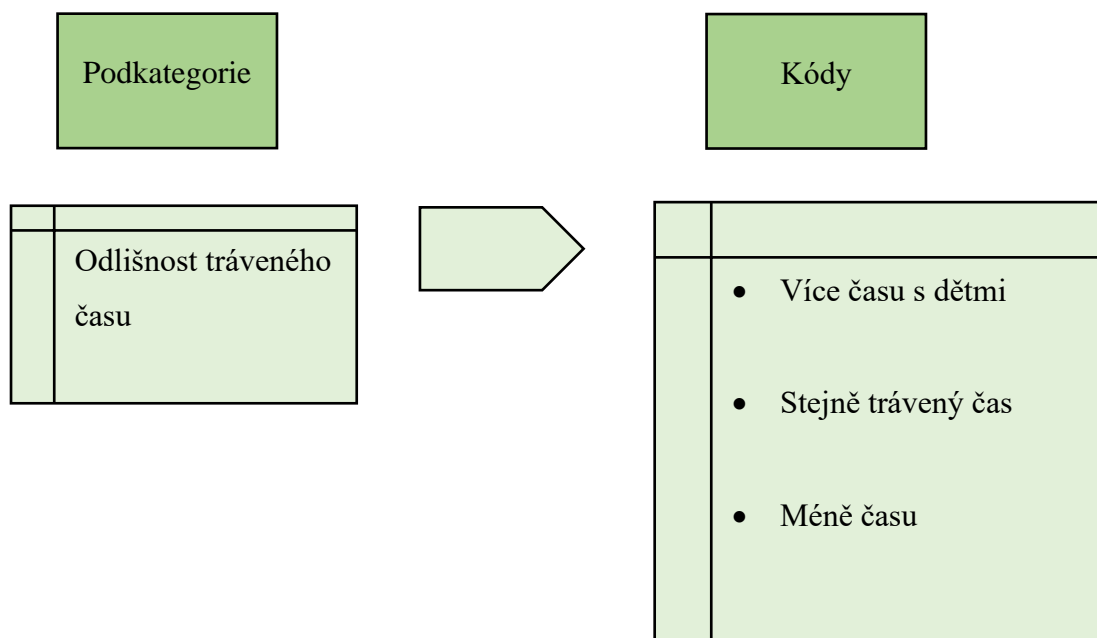 Podkategorie
Kódy
Odlišnost tráveného
času
• Více času s dětmi
• Stejně trávený čas
• Méně času